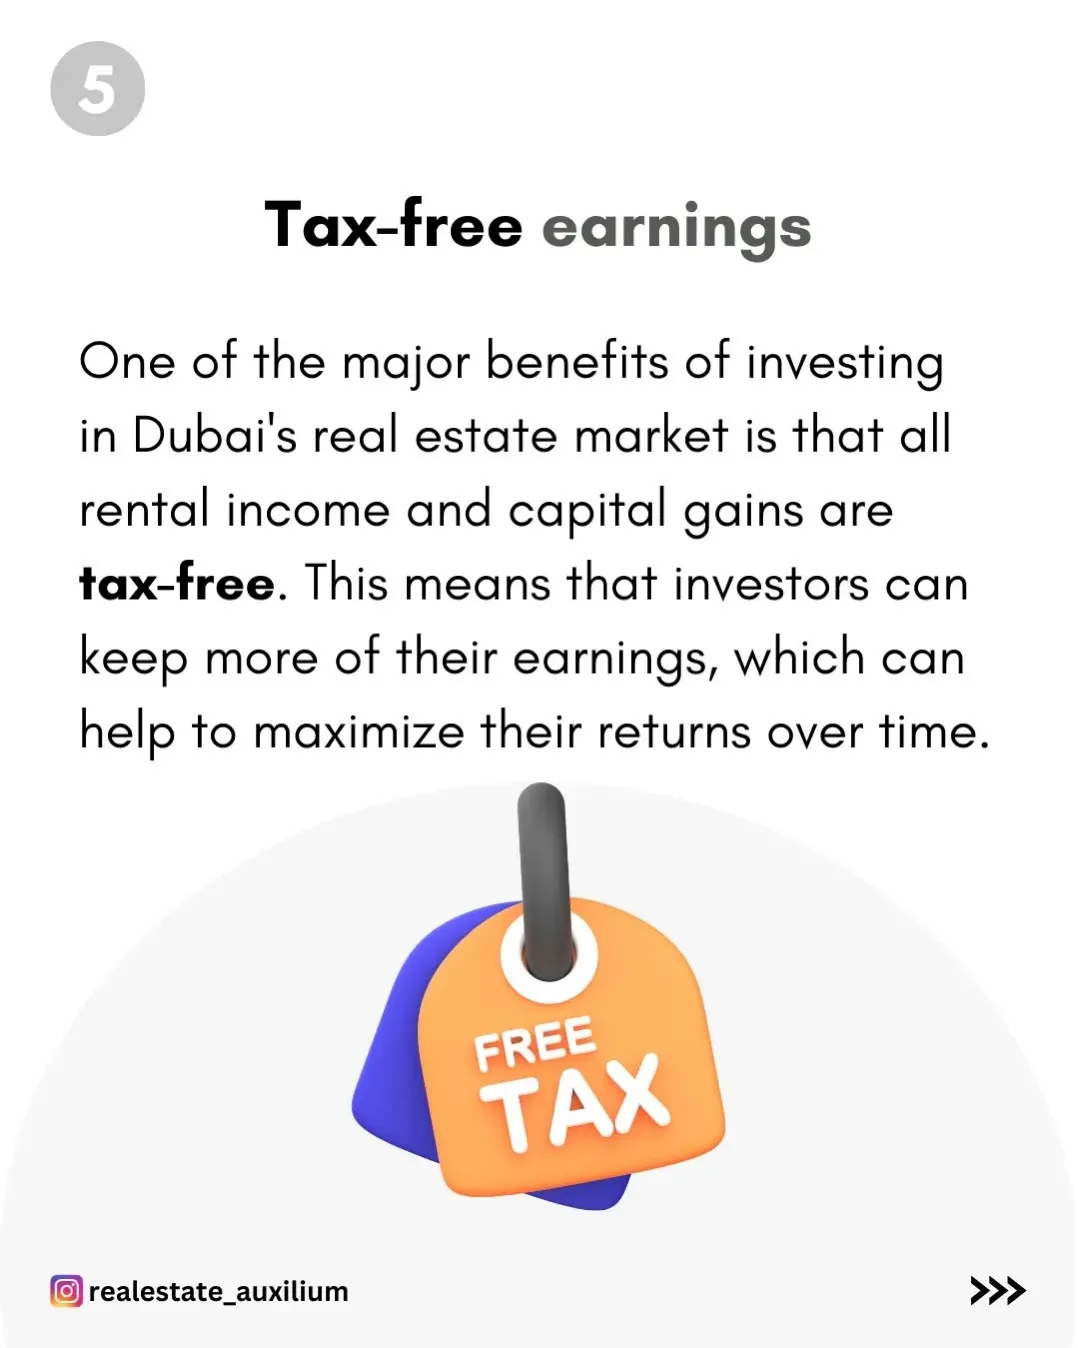 5
Tax-free earnings
One of the major benefits of investing
in Dubai's real estate market is that all
rental income and capital gains are
tax-free. This means that investors can
keep more of their earnings, which can
help to maximize their returns over time.
FREE
TAX
realestate_auxilium